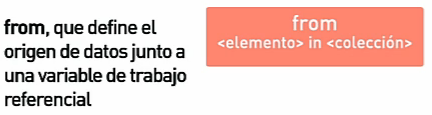 from, que define el
origen de datos junto a
una variable de trabajo
referencial
from
<elemento> in <colección>